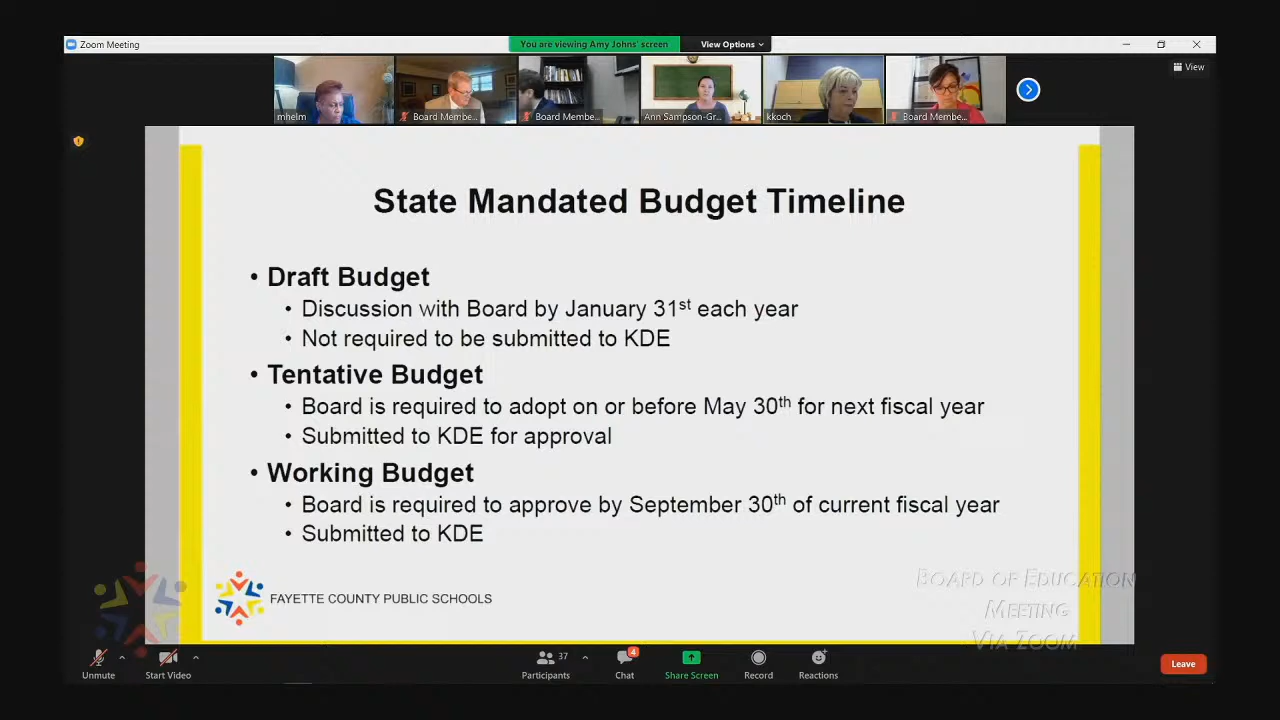 Zoom Meeting
You are viewing Amy Johns' screen
View Options
View
mhelm
Board Membe...
Board Membe...
Ann Sampson-Gr...
kkoch
Board Membe...
State Mandated Budget Timeline
• Draft Budget
• Discussion with Board by January 31st each year
• Not required to be submitted to KDE
• Tentative Budget
• Board is required to adopt on or before May 30th for next fiscal year
• Submitted to KDE for approval
• Working Budget
• Board is required to approve by September 30th of current fiscal year
• Submitted to KDE
FAYETTE COUNTY PUBLIC SCHOOLS
BOARD OF EDUCATION
MEETING
VIA ZOOM
Unmute
Start Video
37
Participants
4
Chat
Share Screen
Record
Reactions
Leave